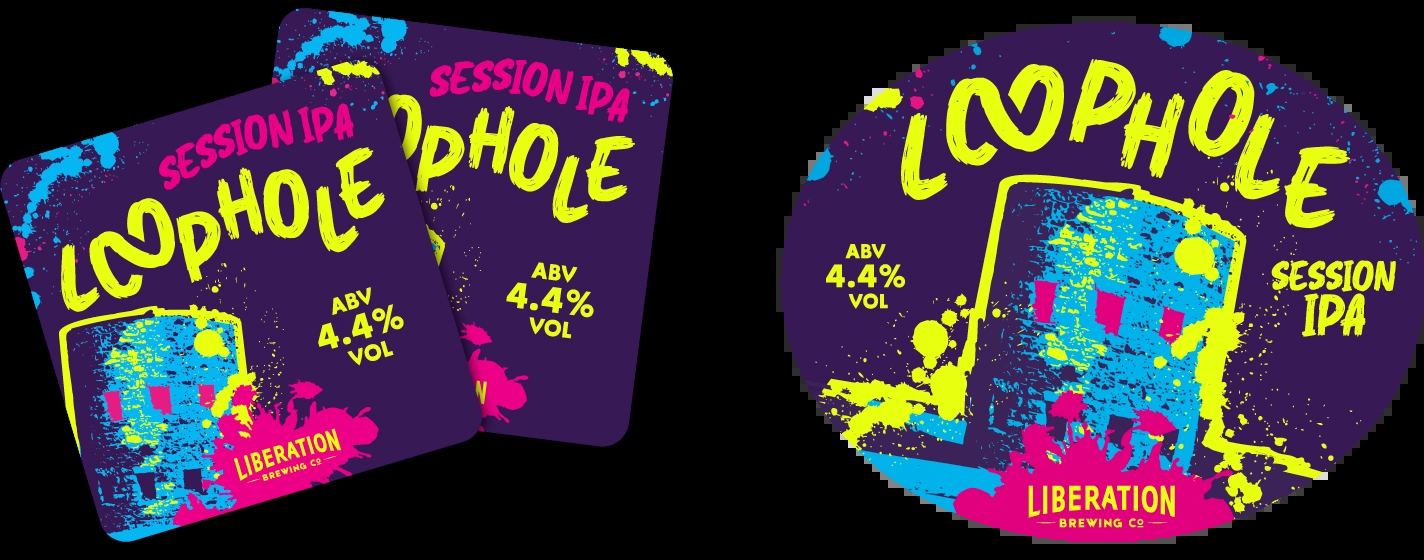 SESSION IPA
LOOPHOLE
ABV
4.4%
VOL
LIBERATION
BREWING Cº
SESSION IPA
OPHOLE
ABV
4.4%
VOL
N
LOOPHOLE
ABV
4.4%
VOL
SESSION
IPA
LIBERATION
BREWING Cº